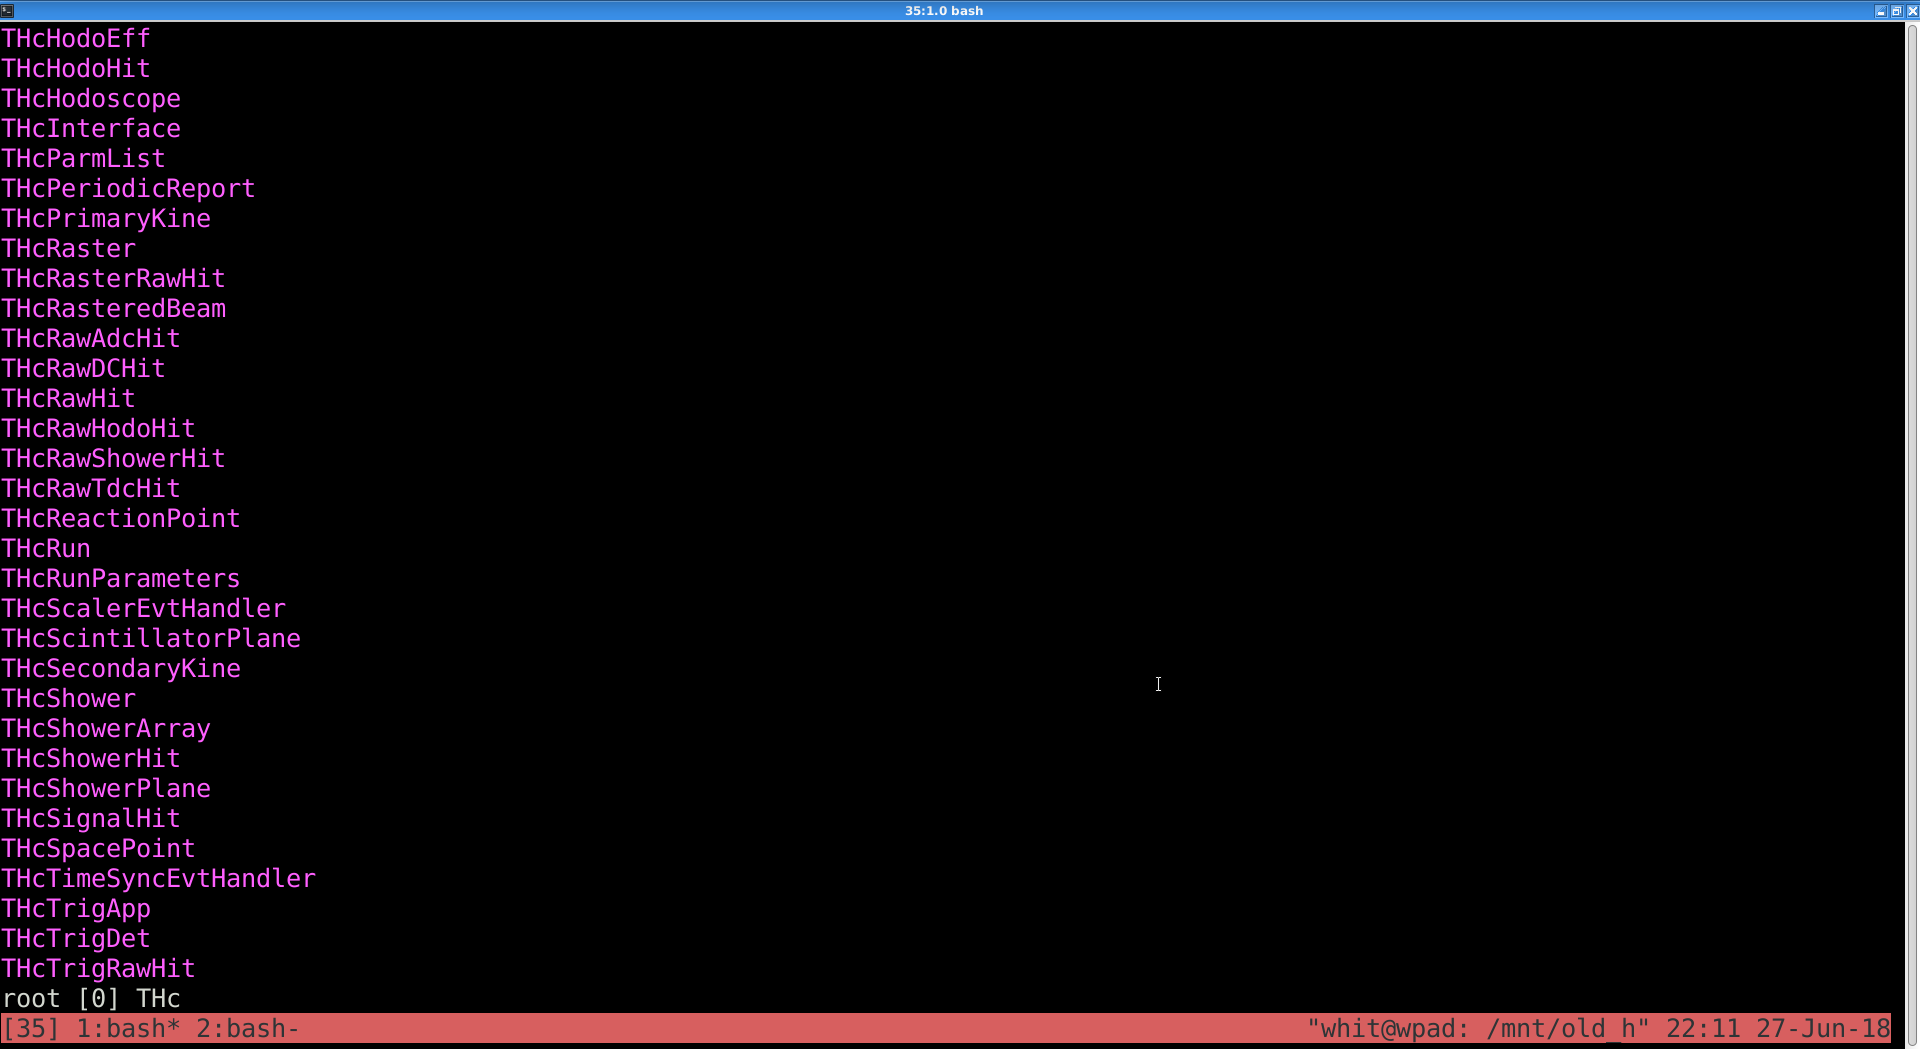 35:1.0 bash
THcHodoEff
THcHodoHit
THcHodoscope
THcInterface
THcParmList
THcPeriodicReport
THcPrimaryKine
THcRaster
THcRasterRawHit
THcRasteredBeam
THcRawAdcHit
THcRawDCHit
THcRawHit
THcRawHodoHit
THcRawShowerHit
THcRawTdcHit
THcReactionPoint
THcRun
THcRunParameters
THcScalerEvtHandler
THcScintillatorPlane
THcSecondaryKine
THcShower
THcShowerArray
THcShowerHit
THcShowerPlane
THcSignalHit
THcSpacePoint
THcTimeSyncEvtHandler
THcTrigApp
THcTrigDet
THcTrigRawHit
root [0] THc
[35] 1:bash* 2:bash- "whit@wpad: /mnt/old_h" 22:11 27-Jun-18